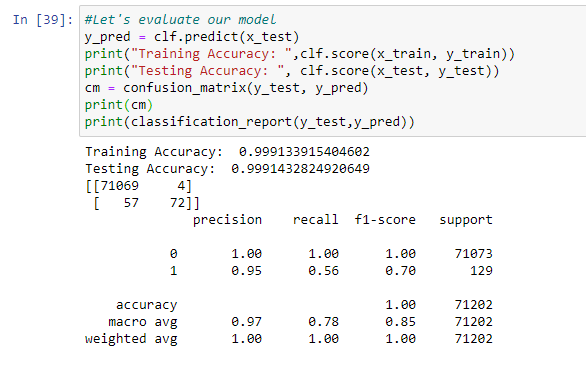 In [39]: #Let's evaluate our model
y_pred = clf.predict(x_test)
print("Training Accuracy: ",clf.score(x_train, y_train))
print("Testing Accuracy: ", clf.score(x_test, y_test))
cm = confusion_matrix(y_test, y_pred)
print(cm)
print(classification_report(y_test,y_pred))
Training Accuracy:  0.999133915404602
Testing Accuracy:  0.9991432824920649
[[71069     4]
 [   57    72]]
              precision    recall  f1-score   support

           0       1.00      1.00      1.00     71073
           1       0.95      0.56      0.70       129

    accuracy                           1.00     71202
   macro avg       0.97      0.78      0.85     71202
weighted avg       1.00      1.00      1.00     71202